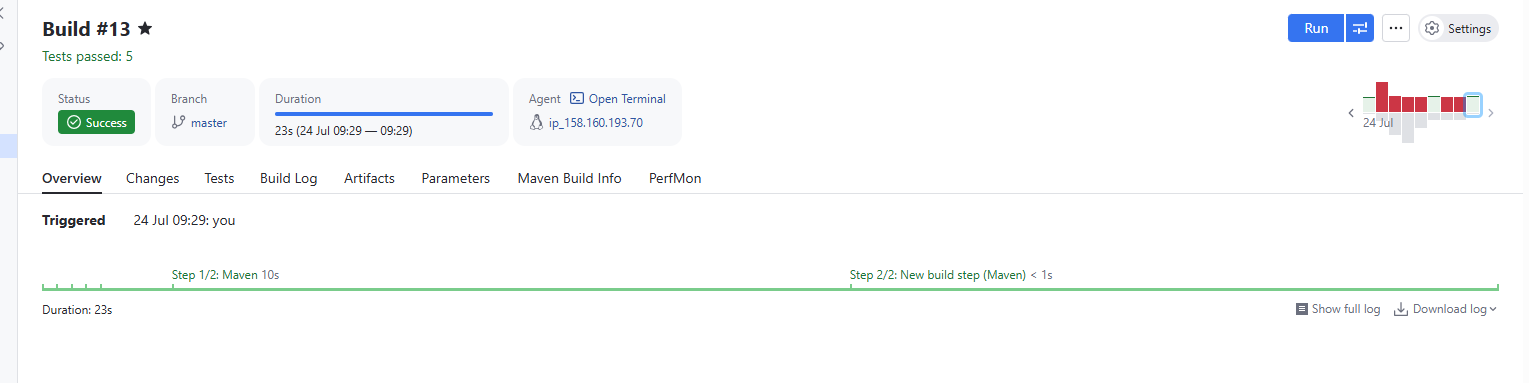 Build #13
Run
Settings
Tests passed: 5
Status
Success
Branch
master
Duration
23s (24 Jul 09:29 — 09:29)
Agent Open Terminal
ip_158.160.193.70
24 Jul
Overview Changes Tests Build Log Artifacts Parameters Maven Build Info PerfMon
Triggered 24 Jul 09:29: you
Step 1/2: Maven 10s Step 2/2: New build step (Maven) < 1s
Duration: 23s Show full log Download log